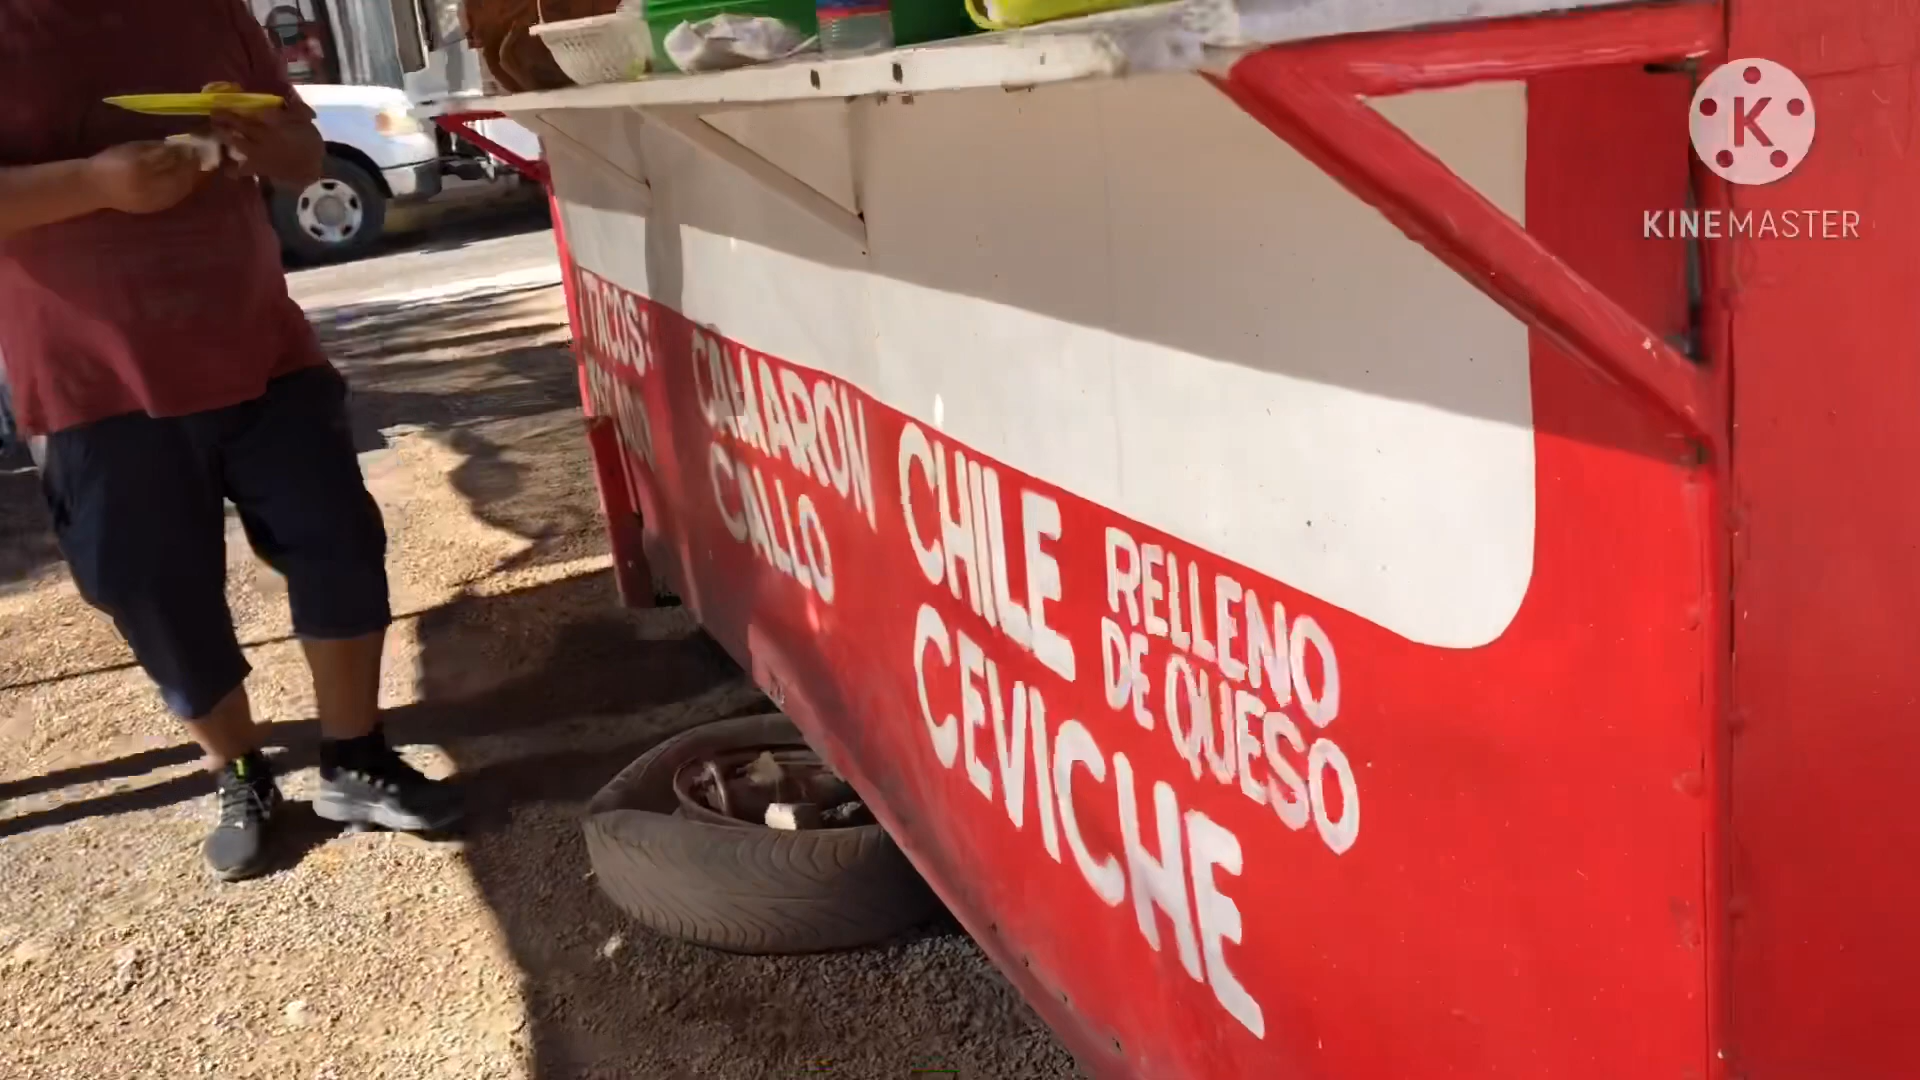 TACOS:
CAMARON
CALLO
CHILE
RELLENO
DE QUESO
CEVICHE
K
KINEMASTER